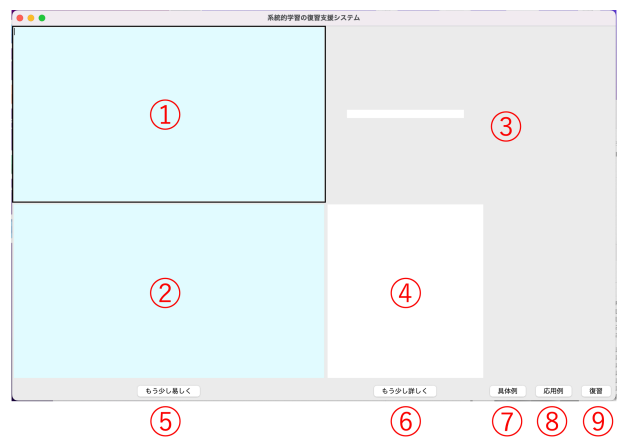 系統的学習の復習支援システム
①
③
②
④
もう少し易しく
もう少し詳しく
具体例
応用例
復習
⑤
⑥
⑦
⑧
⑨